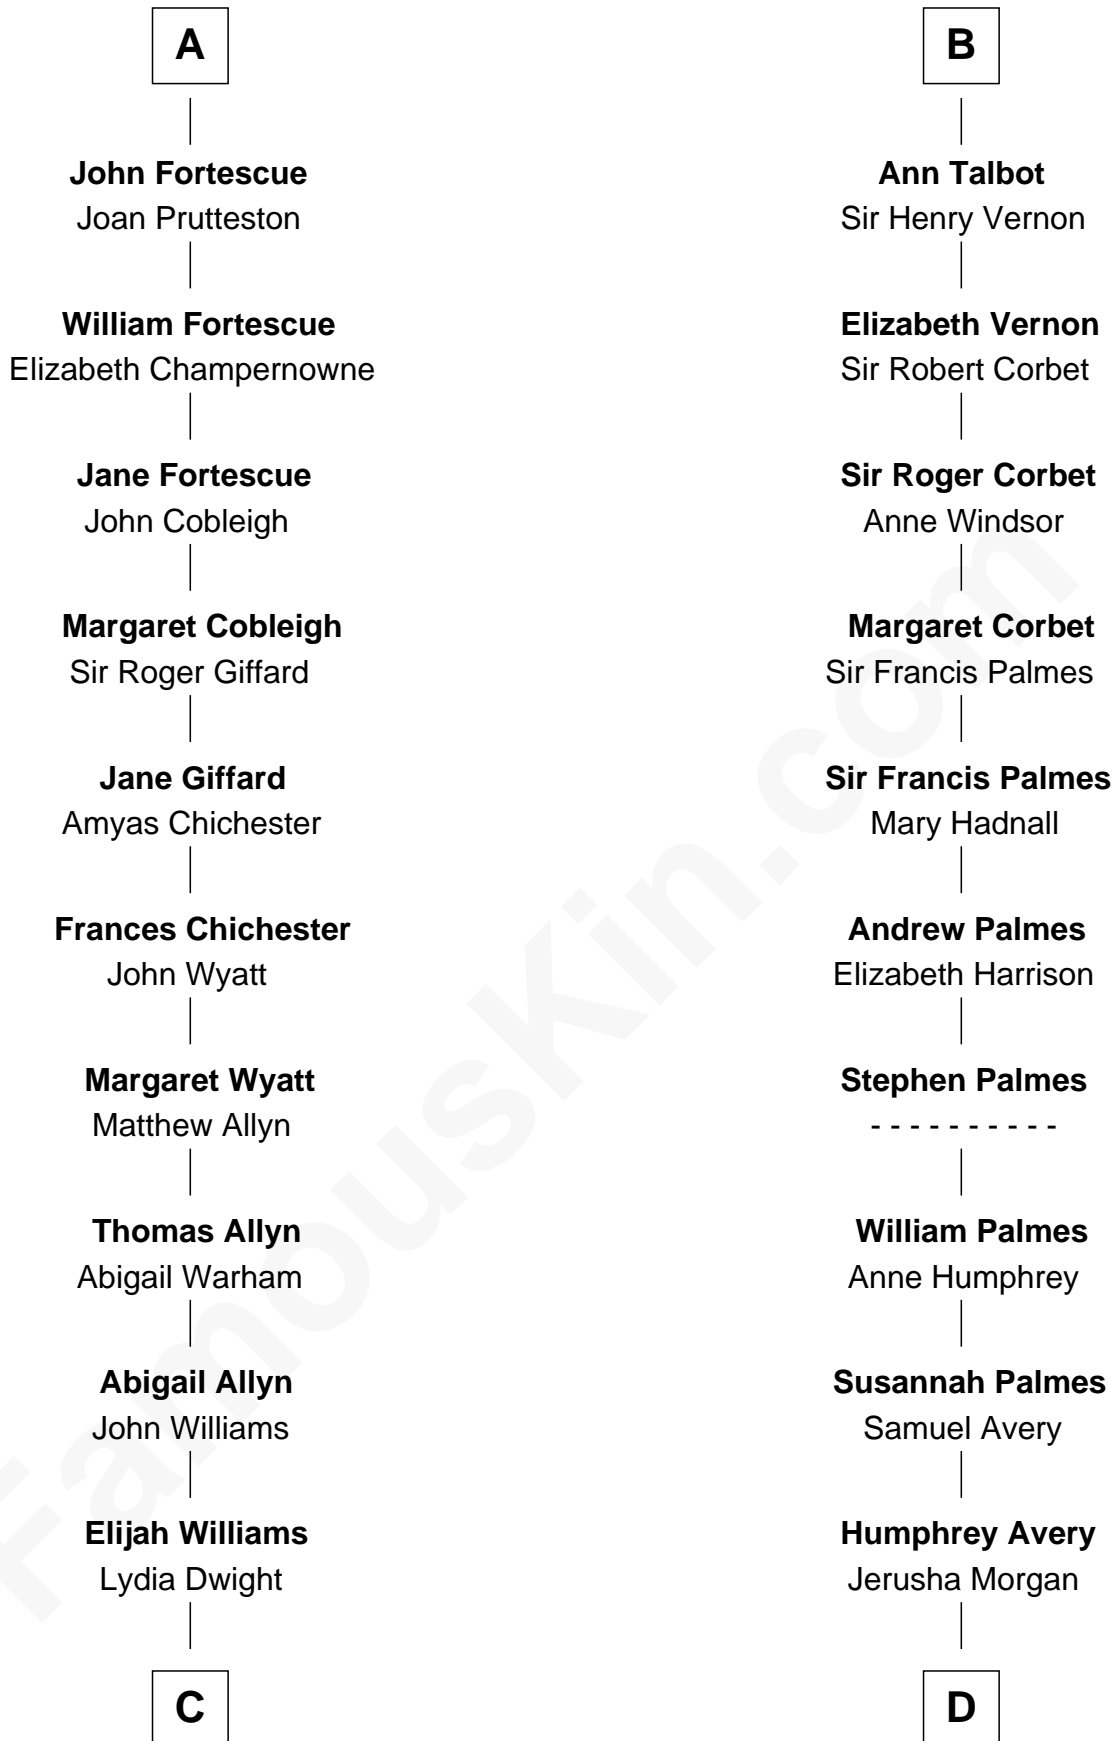 A
John Fortescue
Joan Prutteston
William Fortescue
Elizabeth Champernowne
Jane Fortescue
John Cobleigh
Margaret Cobleigh
Sir Roger Giffard
Jane Giffard
Amyas Chichester
Frances Chichester
John Wyatt
Margaret Wyatt
Matthew Allyn
Thomas Allyn
Abigail Warham
Abigail Allyn
John Williams
Elijah Williams
Lydia Dwight
C
B
Ann Talbot
Sir Henry Vernon
Elizabeth Vernon
Sir Robert Corbet
Sir Roger Corbet
Anne Windsor
Margaret Corbet
Sir Francis Palmes
Sir Francis Palmes
Mary Hadnall
Andrew Palmes
Elizabeth Harrison
Stephen Palmes
- - - - - - - - - -
William Palmes
Anne Humphrey
Susannah Palmes
Samuel Avery
Humphrey Avery
Jerusha Morgan
D
FamousKin.com